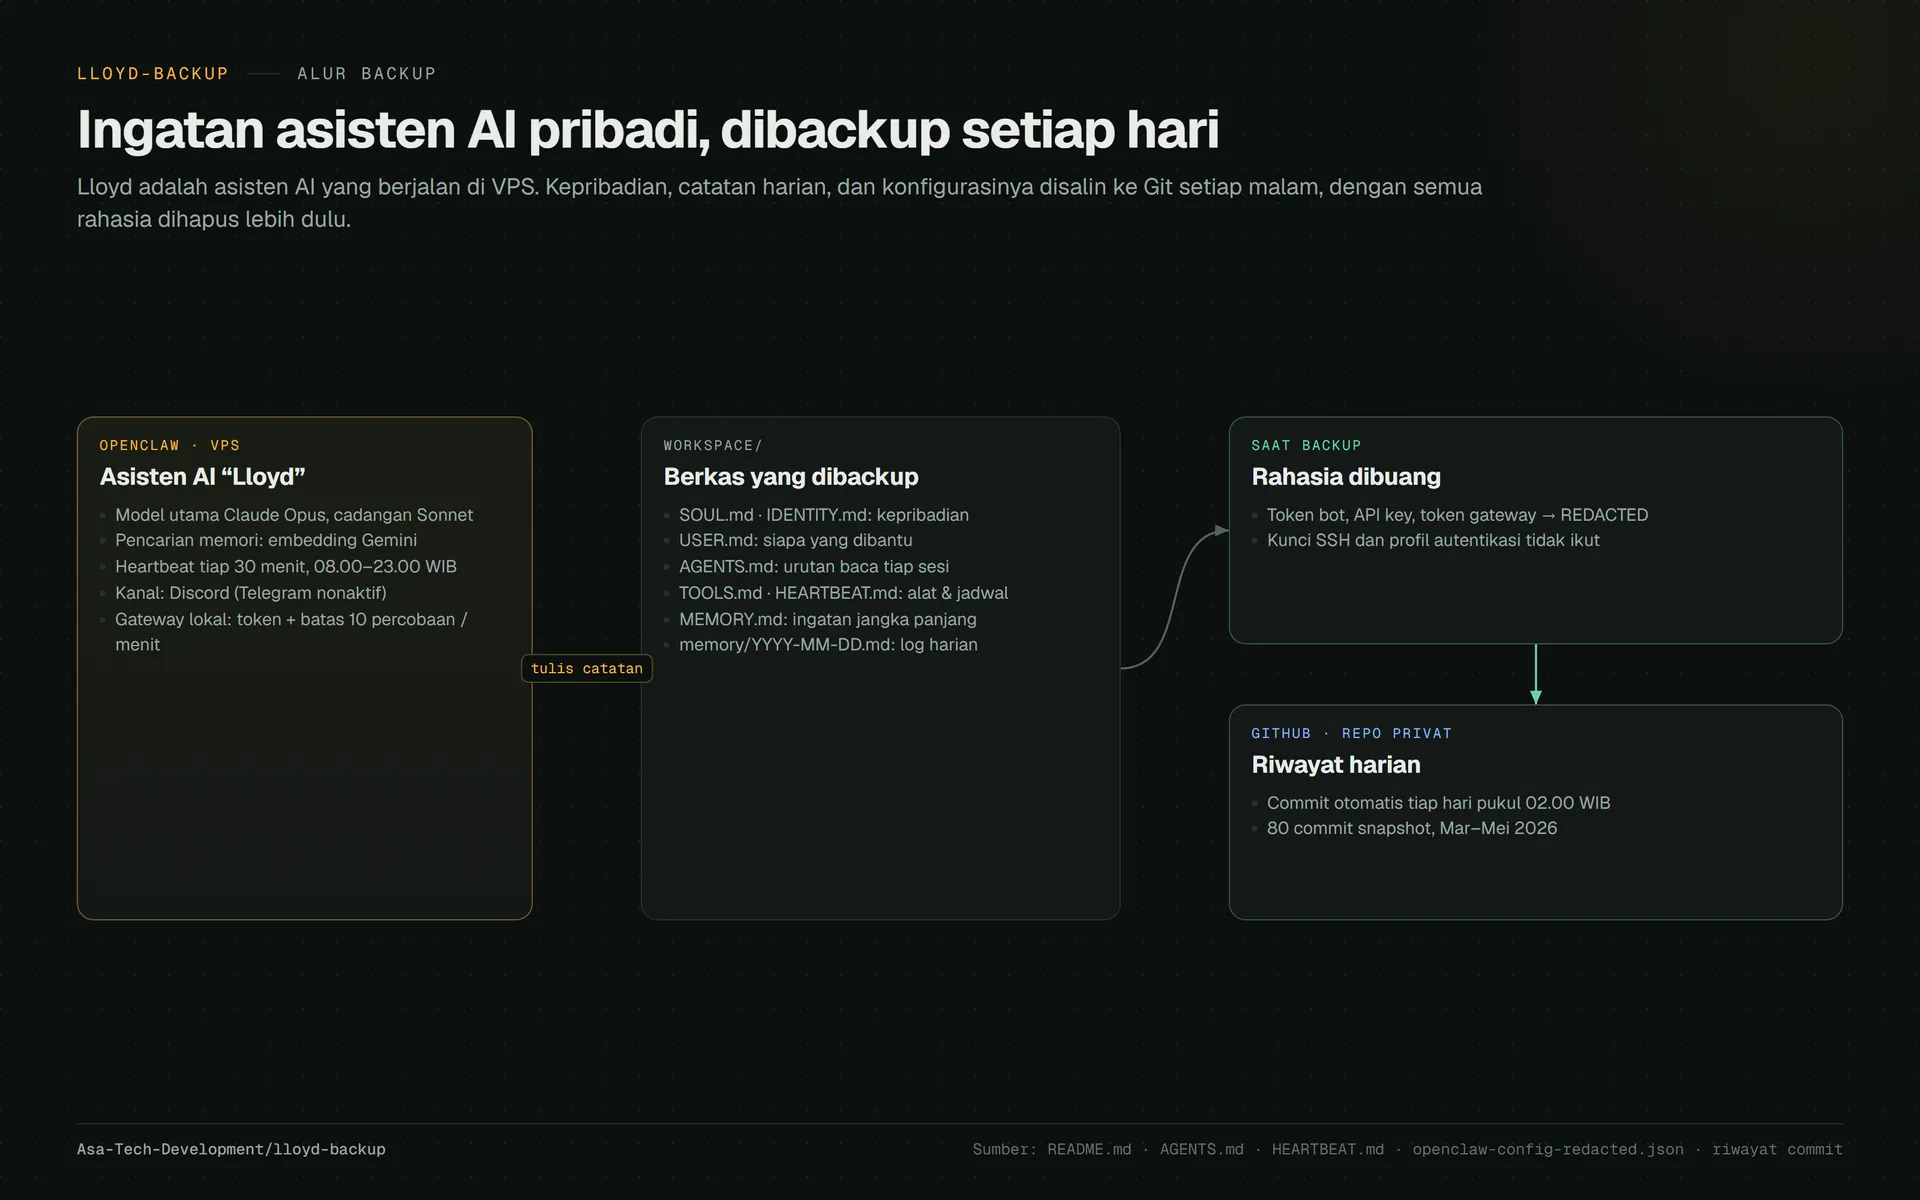 LLOYD-BACKUP ALUR BACKUP
Ingatan asisten AI pribadi, dibackup setiap hari
Lloyd adalah asisten AI yang berjalan di VPS. Kepribadian, catatan harian, dan konfigurasinya disalin ke Git setiap malam, dengan semua
rahasia dihapus lebih dulu.
OPENCLAW · VPS
Asisten AI “Lloyd”
Model utama Claude Opus, cadangan Sonnet
Pencarian memori: embedding Gemini
Heartbeat tiap 30 menit, 08.00–23.00 WIB
Kanal: Discord (Telegram nonaktif)
Gateway lokal: token + batas 10 percobaan /
menit
tulis catatan
WORKSPACE/
Berkas yang dibackup
SOUL.md · IDENTITY.md: kepribadian
USER.md: siapa yang dibantu
AGENTS.md: urutan baca tiap sesi
TOOLS.md · HEARTBEAT.md: alat & jadwal
MEMORY.md: ingatan jangka panjang
memory/YYYY-MM-DD.md: log harian
SAAT BACKUP
Rahasia dibuang
Token bot, API key, token gateway → REDACTED
Kunci SSH dan profil autentikasi tidak ikut
GITHUB · REPO PRIVAT
Riwayat harian
Commit otomatis tiap hari pukul 02.00 WIB
80 commit snapshot, Mar–Mei 2026
Asa-Tech-Development/lloyd-backup
Sumber: README.md · AGENTS.md · HEARTBEAT.md · openclaw-config-redacted.json · riwayat commit